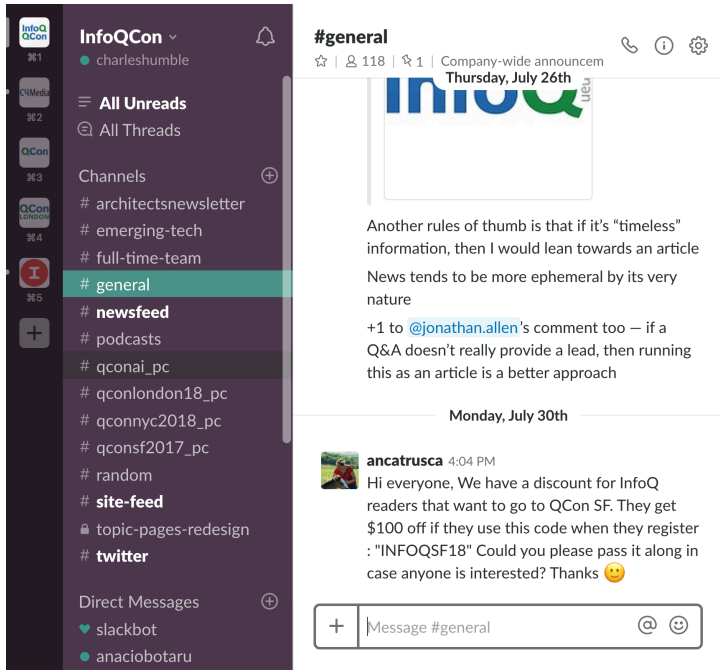 InfoQ
QCon
⌘1
C4Media
⌘2
QCon
⌘3
QCon
LONDON
⌘4
I
⌘5
+
InfoQCon
charleshumble
All Unreads
All Threads
Channels
# architectsnewsletter
# emerging-tech
# full-time-team
# general
# newsfeed
# podcasts
# qconai_pc
# qconlondon18_pc
# qconnyc2018_pc
# qconsf2017_pc
# random
# site-feed
topic-pages-redesign
# twitter
Direct Messages
slackbot
anaciobotaru
#general
118 | 1 | Company-wide announcem
Thursday, July 26th
InfoQ
Another rules of thumb is that if it’s “timeless”
information, then I would lean towards an article
News tends to be more ephemeral by its very
nature
+1 to @jonathan.allen’s comment too — if a
Q&A doesn’t really provide a lead, then running
this as an article is a better approach
Monday, July 30th
ancatrusca 4:04 PM
Hi everyone, We have a discount for InfoQ
readers that want to go to QCon SF. They get
$100 off if they use this code when they register
: "INFOQSF18" Could you please pass it along in
case anyone is interested? Thanks 🙂
+ Message #general @